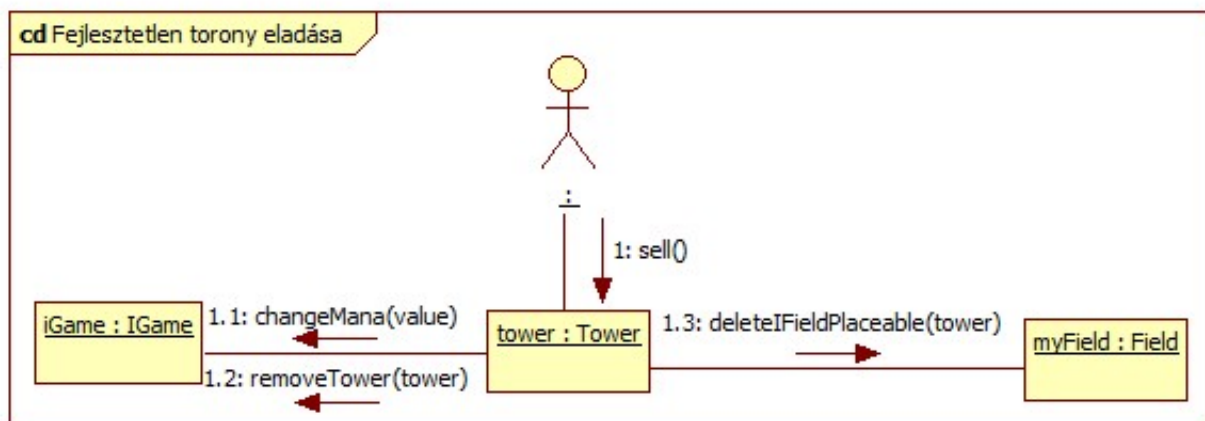 cd Fejlesztetlen torony eladása
:
1: sell()
iGame : IGame
1.1: changeMana(value)
1.2: removeTower(tower)
tower : Tower
1.3: deleteIFieldPlaceable(tower)
myField : Field